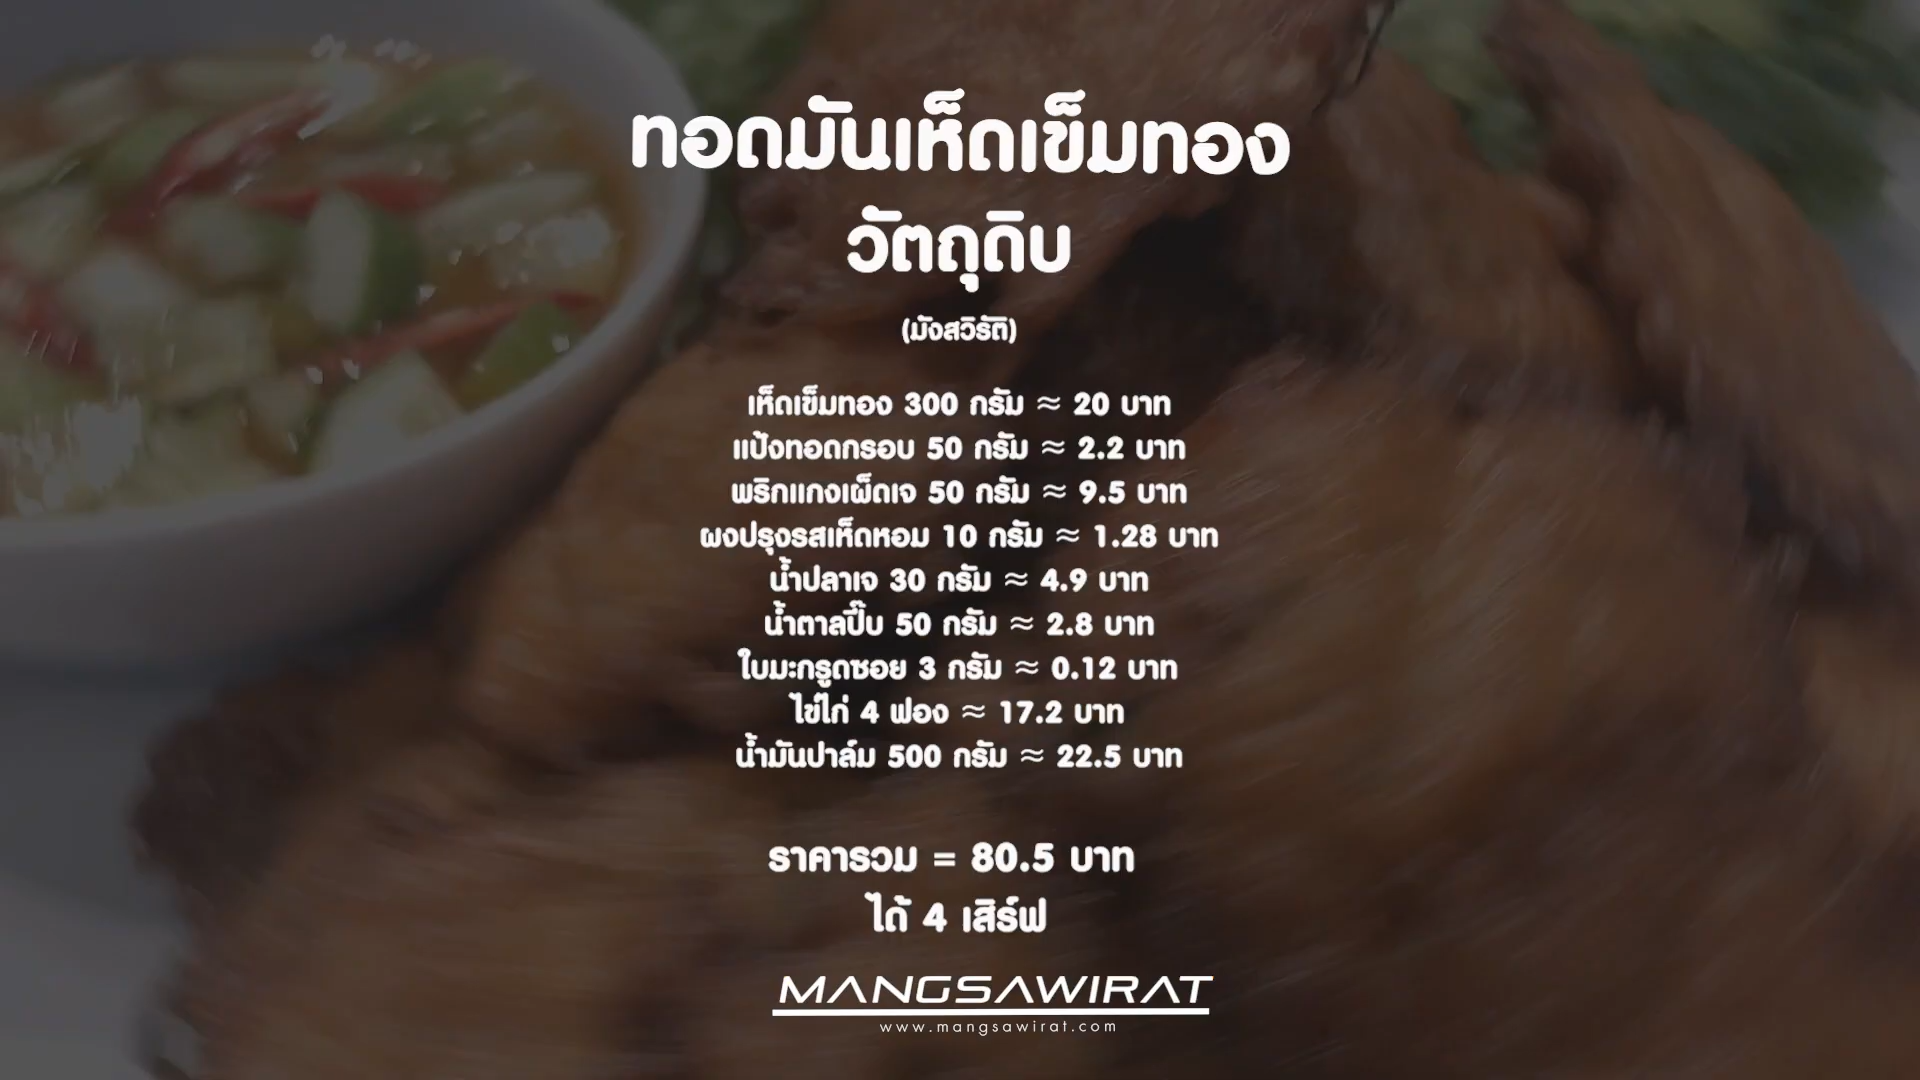 ทอดมันเห็ดเข็มทอง
วัตถุดิบ
(มังสวิรัติ)
เห็ดเข็มทอง 300 กรัม ≈ 20 บาท
แป้งทอดกรอบ 50 กรัม ≈ 2.2 บาท
พริกแกงเผ็ดเจ 50 กรัม ≈ 9.5 บาท
ผงปรุงรสเห็ดหอม 10 กรัม ≈ 1.28 บาท
น้ำปลาเจ 30 กรัม ≈ 4.9 บาท
น้ำตาลปี๊บ 50 กรัม ≈ 2.8 บาท
ใบมะกรูดซอย 3 กรัม ≈ 0.12 บาท
ไข่ไก่ 4 ฟอง ≈ 17.2 บาท
น้ำมันปาล์ม 500 กรัม ≈ 22.5 บาท
ราคารวม = 80.5 บาท
ได้ 4 เสิร์ฟ
MANGSAWIRAT
www.mangsawirat.com